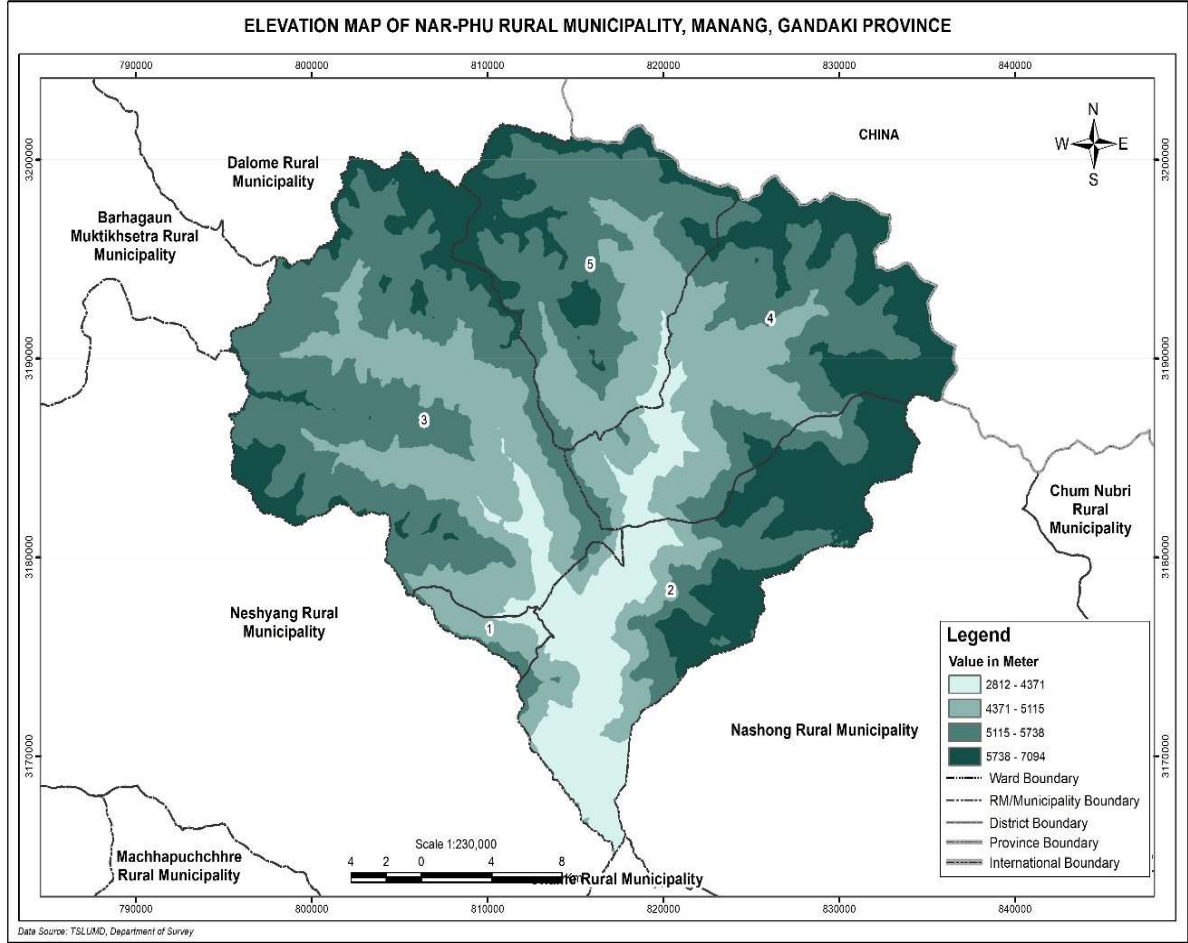 ELEVATION MAP OF NAR-PHU RURAL MUNICIPALITY, MANANG, GANDAKI PROVINCE
790000 800000 810000 820000 830000 840000
3200000 3200000
3190000 3190000
3180000 3180000
3170000 3170000
N
W E
S
CHINA
Dalome Rural
Municipality
Barhagaun
Muktikhsetra Rural
Municipality
5
4
3
2
1
Chum Nubri
Rural
Municipality
Neshyang Rural
Municipality
Nashong Rural Municipality
Machhapuchchhre
Rural Municipality
Rural Municipality
Legend
Value in Meter
2812 - 4371
4371 - 5115
5115 - 5738
5738 - 7094
Ward Boundary
RM/Municipality Boundary
District Boundary
Province Boundary
International Boundary
Scale 1:230,000
4 2 0 4 8
790000 800000 810000 820000 830000 840000
Data Source: TSLUMD, Department of Survey